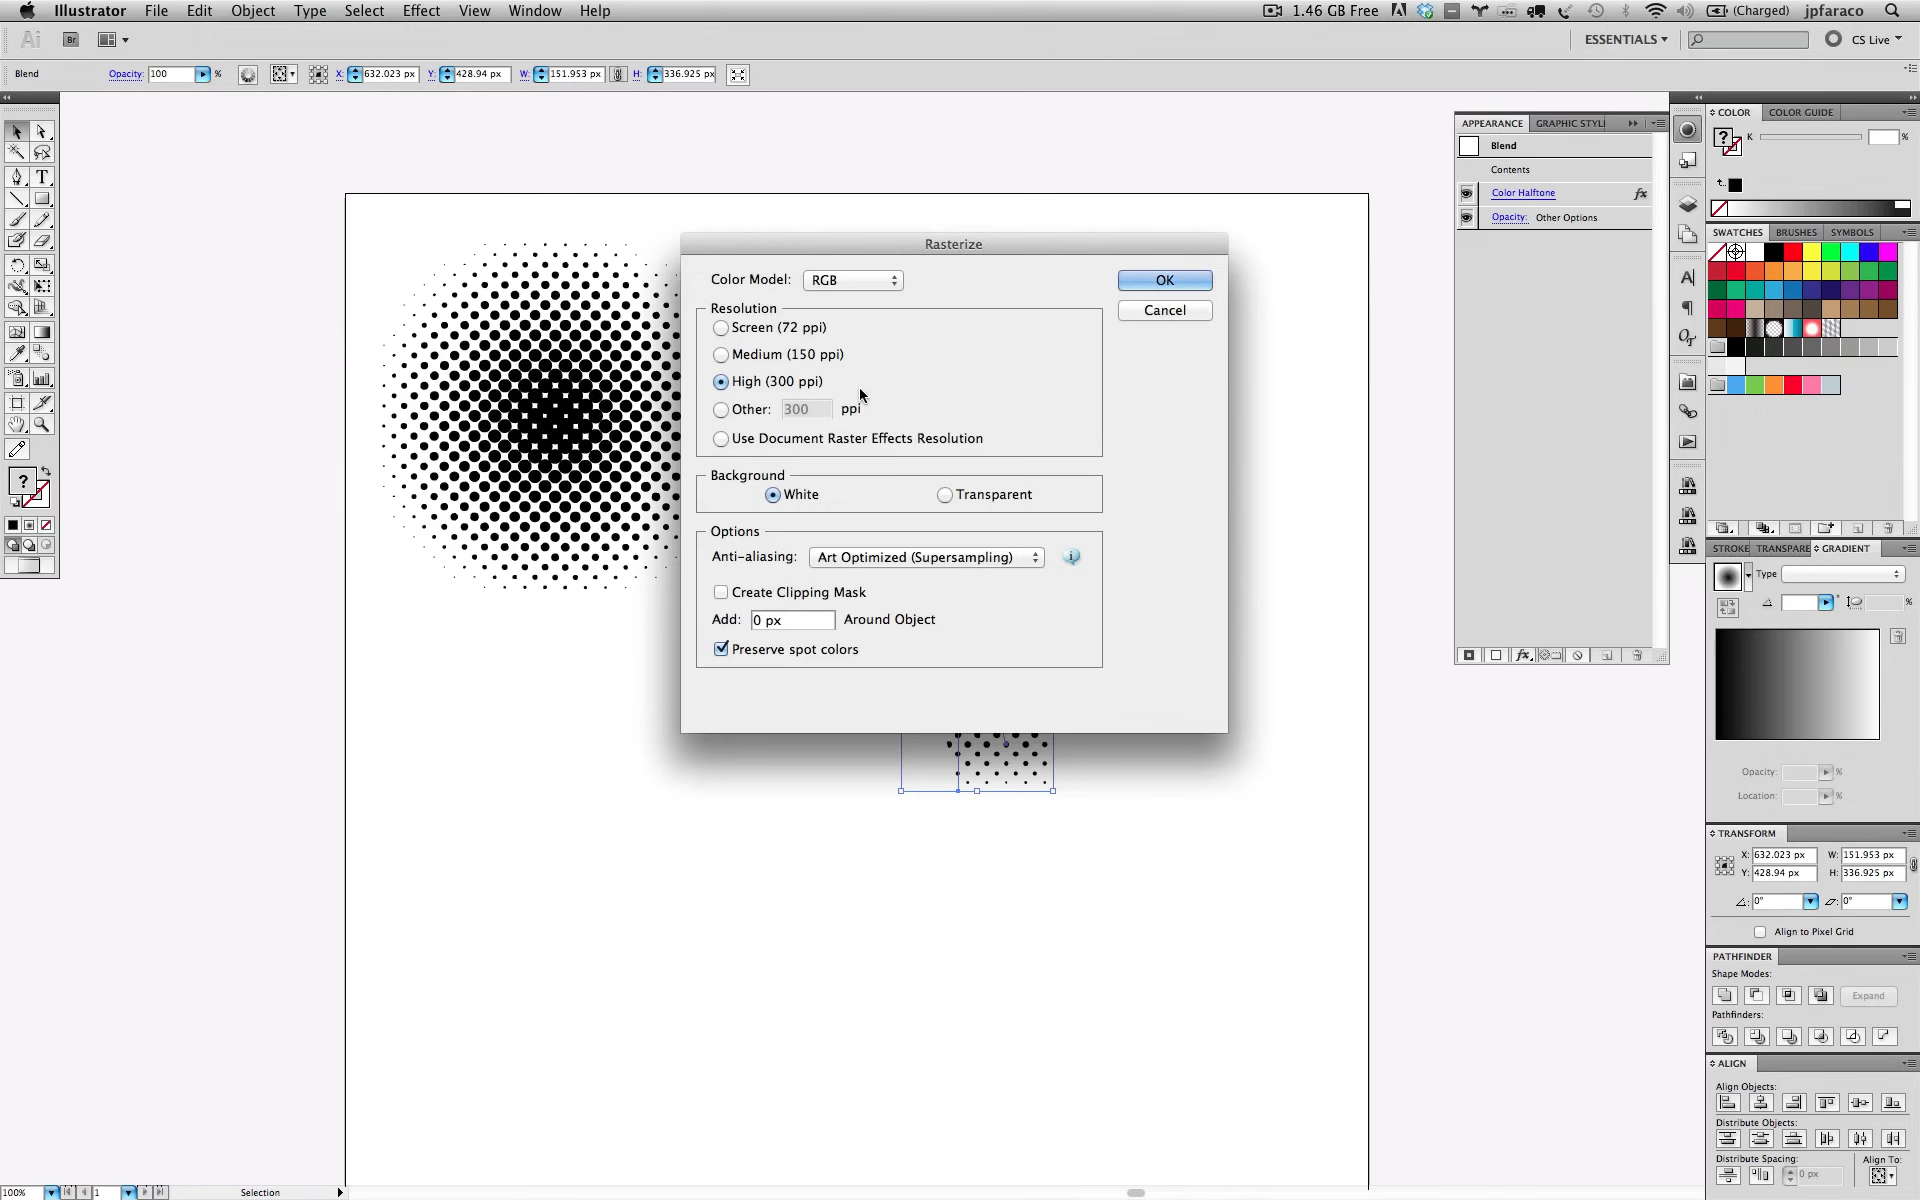 Illustrator File Edit Object Type Select Effect View Window Help 1.46 GB Free (Charged) jpfaraco
Ai Br ESSENTIALS CS Live
Blend Opacity: 100 % X: 632.023 px Y: 428.94 px W: 151.953 px H: 336.925 px
APPEARANCE GRAPHIC STYL
Blend
Contents
Color Halftone fx
Opacity: Other Options
COLOR COLOR GUIDE
K %
SWATCHES BRUSHES SYMBOLS
Rasterize
Color Model: RGB
OK
Cancel
Resolution
Screen (72 ppi)
Medium (150 ppi)
High (300 ppi)
Other: 300 ppi
Use Document Raster Effects Resolution
Background
White Transparent
Options
Anti-aliasing: Art Optimized (Supersampling)
Create Clipping Mask
Add: 0 px Around Object
Preserve spot colors
STROKE TRANSPARE GRADIENT
Type
Opacity: %
Location: %
TRANSFORM
X: 632.023 px W: 151.953 px
Y: 428.94 px H: 336.925 px
0° 0°
Align to Pixel Grid
PATHFINDER
Shape Modes:
Expand
Pathfinders:
ALIGN
Align Objects:
Distribute Objects:
Distribute Spacing: Align To:
0 px
100% 1 Selection